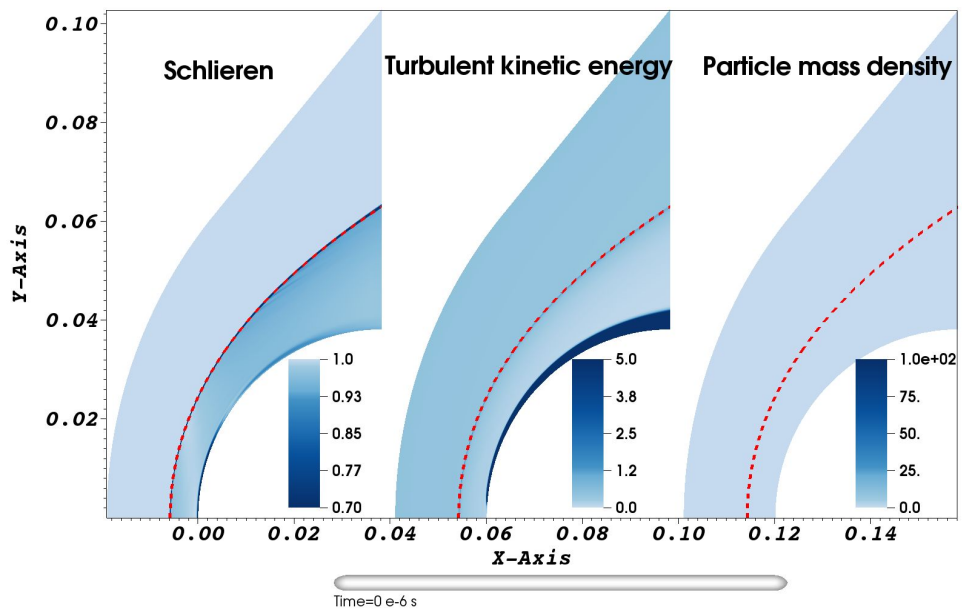 Schlieren
Turbulent kinetic energy
Particle mass density
0.10
0.08
0.06
0.04
0.02
Y-Axis
1.0
0.93
0.85
0.77
0.70
5.0
3.8
2.5
1.2
0.0
1.0e+02
75.
50.
25.
0.0
0.00 0.02 0.04 0.06 0.08 0.10 0.12 0.14
X-Axis
Time=0 e-6 s